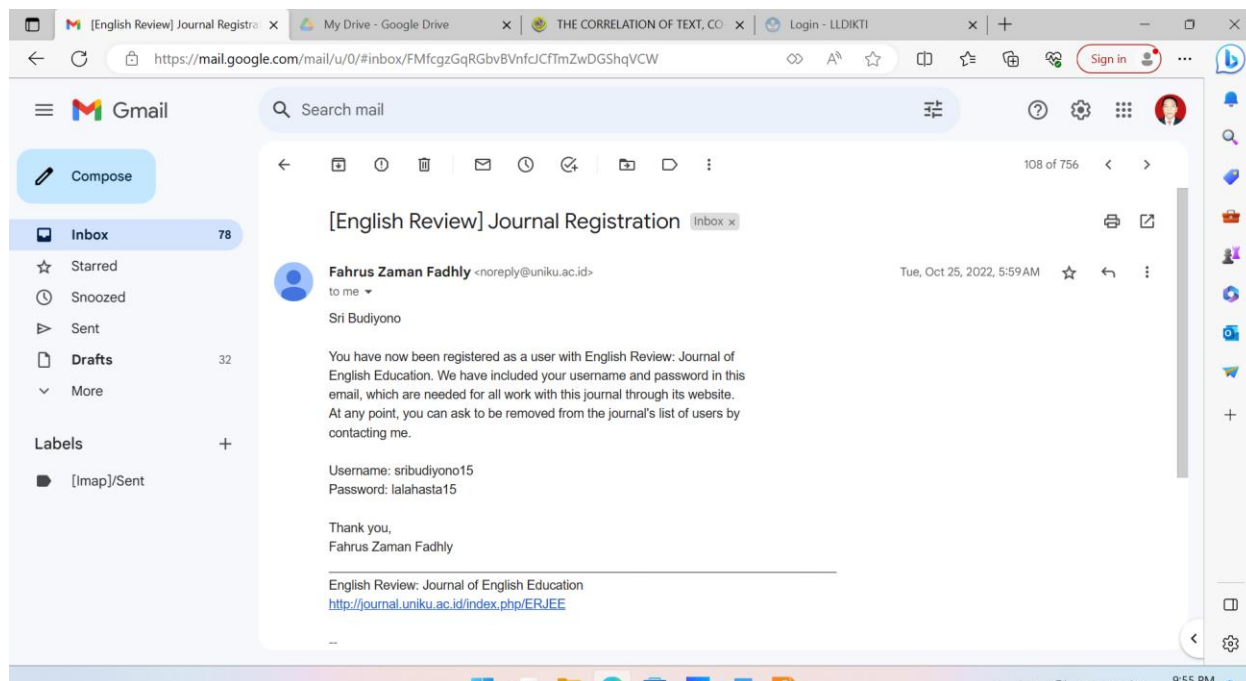 [English Review] Journal Registra
My Drive - Google Drive
THE CORRELATION OF TEXT, CO
Login - LLDIKTI
https://mail.google.com/mail/u/0/#inbox/FMfcgzGqRGbvBVnfcJCfTmZwDGShqVCW
Sign in
Gmail
Search mail
Compose
108 of 756
Inbox 78
Starred
Snoozed
Sent
Drafts 32
More
Labels
[Imap]/Sent
[English Review] Journal Registration Inbox x
Fahrus Zaman Fadhly <noreply@uniku.ac.id> Tue, Oct 25, 2022, 5:59 AM
to me
Sri Budiyono
You have now been registered as a user with English Review: Journal of
English Education. We have included your username and password in this
email, which are needed for all work with this journal through its website.
At any point, you can ask to be removed from the journal's list of users by
contacting me.
Username: sribudiyono15
Password: lalahasta15
Thank you,
Fahrus Zaman Fadhly
English Review: Journal of English Education
http://journal.uniku.ac.id/index.php/ERJEE
--
9:55 PM